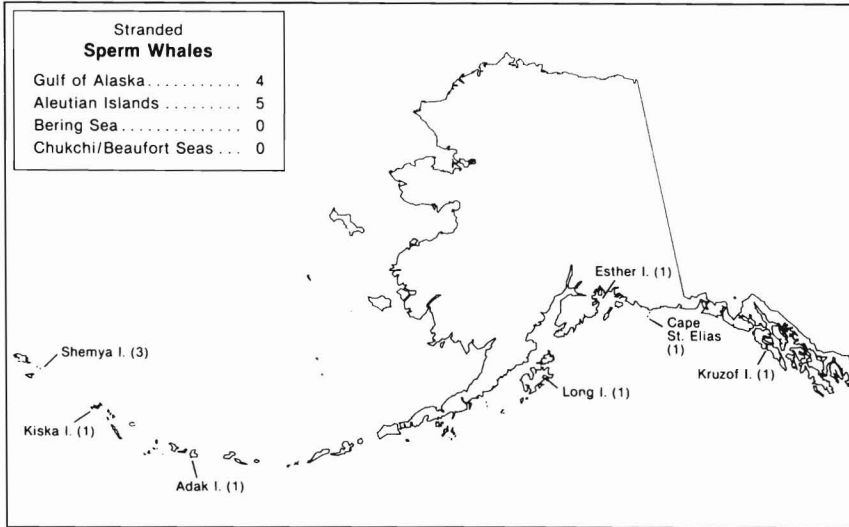 Stranded
Sperm Whales
Gulf of Alaska........... 4
Aleutian Islands ......... 5
Bering Sea............... 0
Chukchi/Beaufort Seas ... 0
Esther I. (1)
Cape
St. Elias
(1)
Kruzof I. (1)
Shemya I. (3)
Long I. (1)
Kiska I. (1)
Adak I. (1)